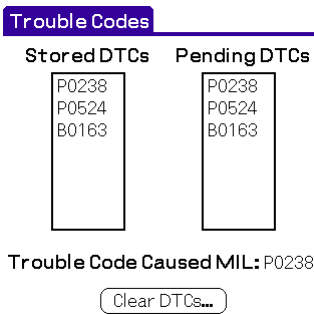 Trouble Codes
Stored DTCs Pending DTCs
P0238 P0238
P0524 P0524
B0163 B0163
Trouble Code Caused MIL: P0238
Clear DTCs...